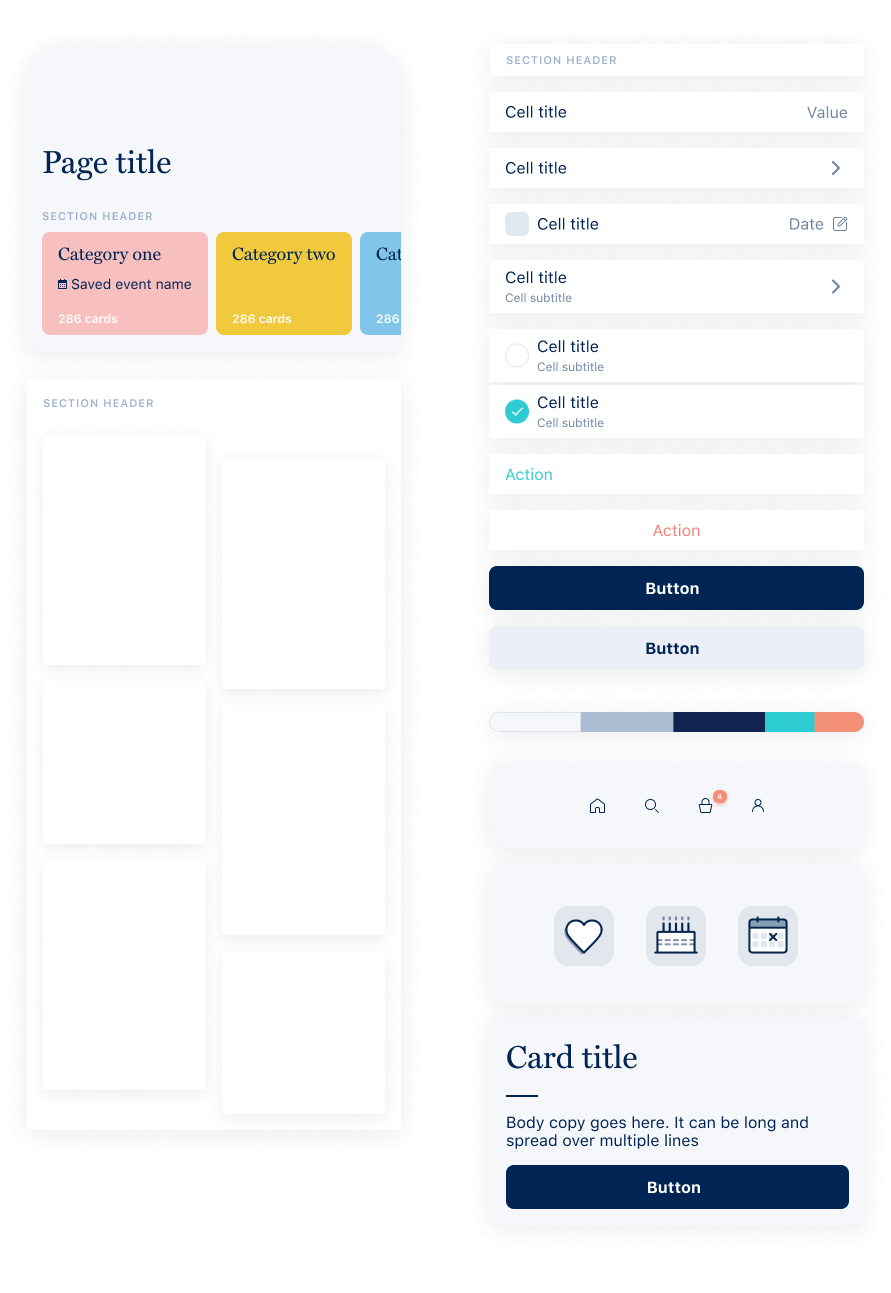 Page title
SECTION HEADER
Category one
Saved event name
286 cards
Category two
286 cards
Cat
286
SECTION HEADER
SECTION HEADER
Cell title Value
Cell title
Cell title Date
Cell title
Cell subtitle
Cell title
Cell subtitle
Cell title
Cell subtitle
Action
Action
Button
Button
4
Card title
Body copy goes here. It can be long and
spread over multiple lines
Button